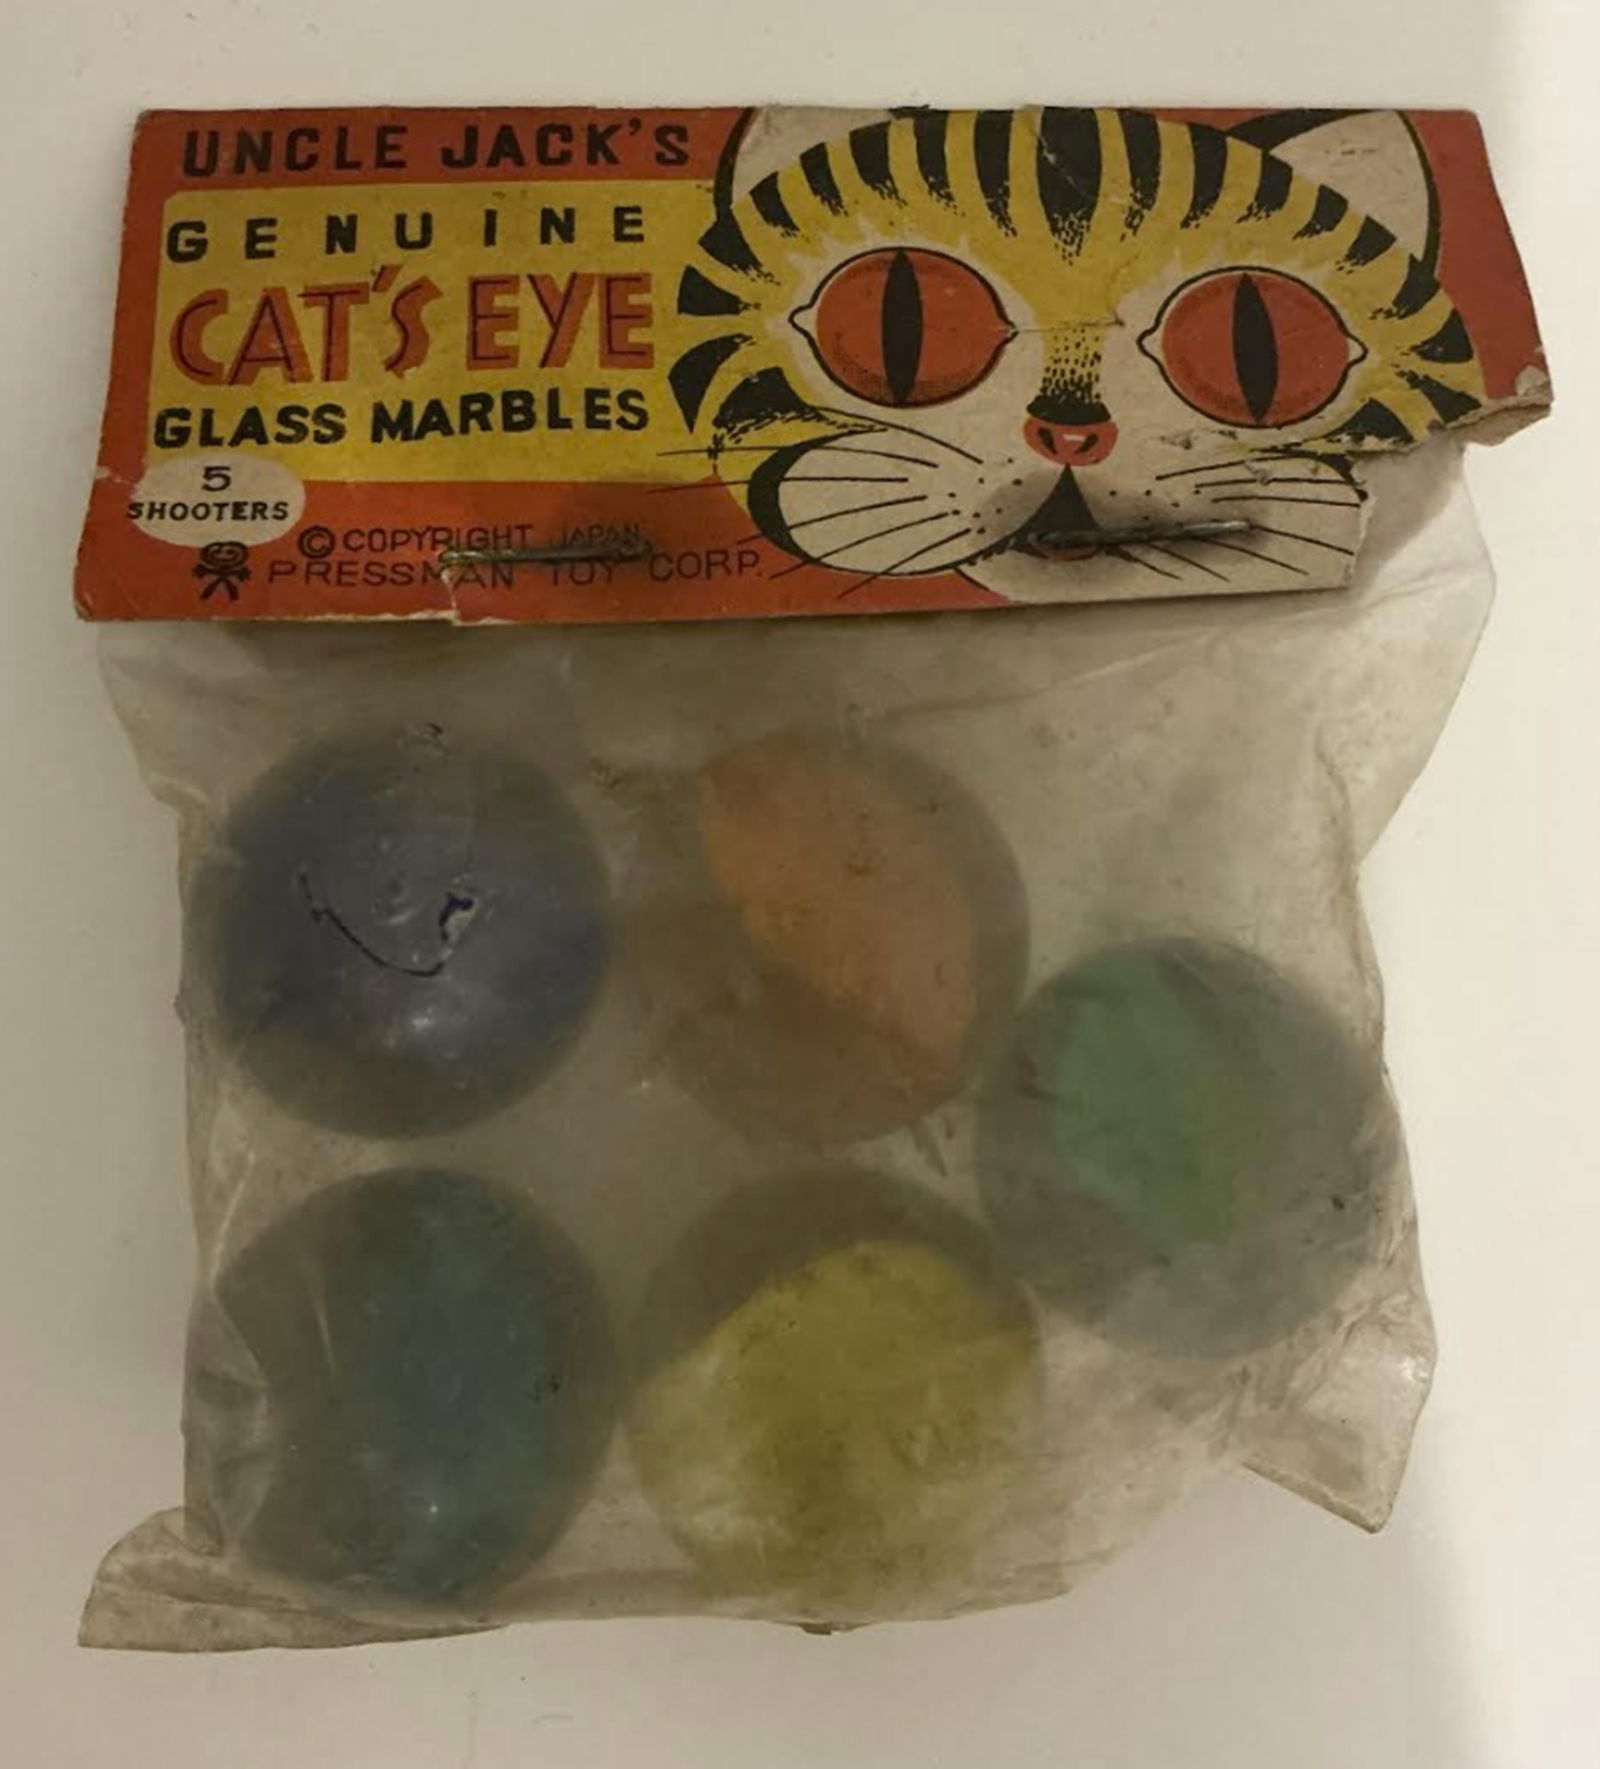 UNCLE JACK'S
GENUINE
CAT'S EYE
GLASS MARBLES
5
SHOOTERS
© COPYRIGHT JAPAN
PRESSMAN TOY CORP.